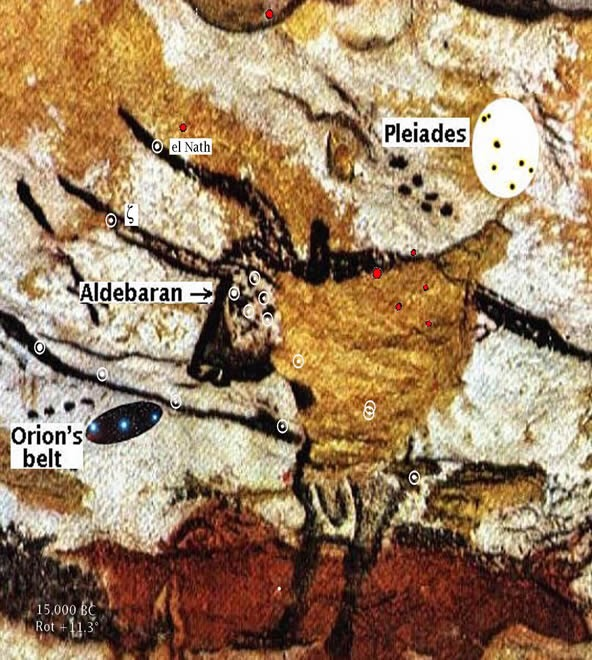 Pleiades
el Nath
ζ
Aldebaran
Orion's
belt
15,000 BC
Rot +11.3°